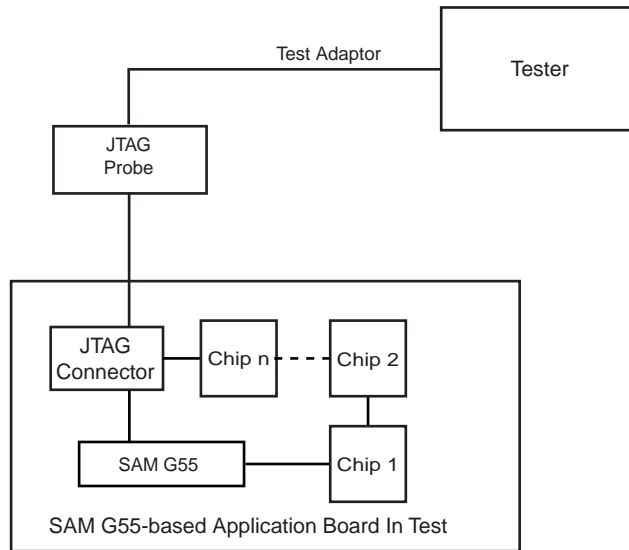 Test Adaptor
Tester
JTAG
Probe
JTAG
Connector
Chip n
Chip 2
SAM G55
Chip 1
SAM G55-based Application Board In Test